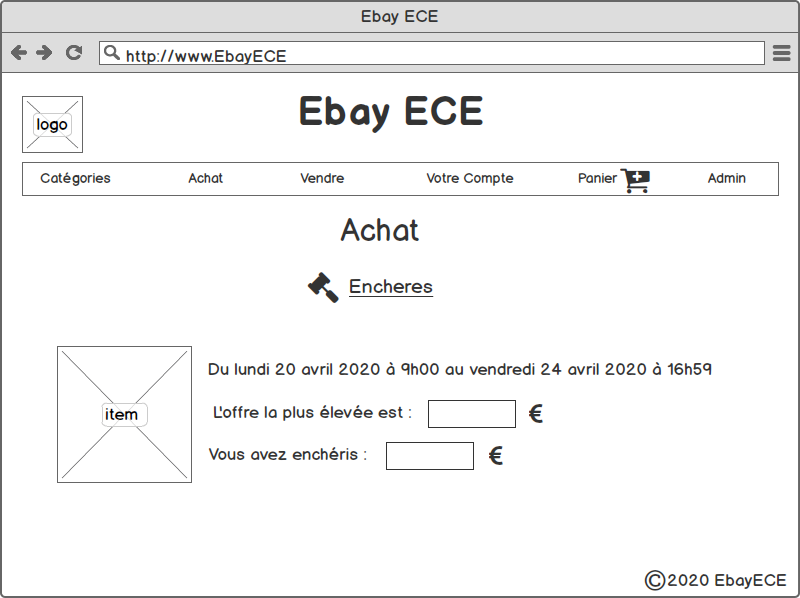 Ebay ECE
http://www.EbayECE
logo
Ebay ECE
Catégories Achat Vendre Votre Compte Panier Admin
Achat
Encheres
item
Du lundi 20 avril 2020 à 9h00 au vendredi 24 avril 2020 à 16h59
L'offre la plus élevée est : €
Vous avez enchéris : €
©2020 EbayECE